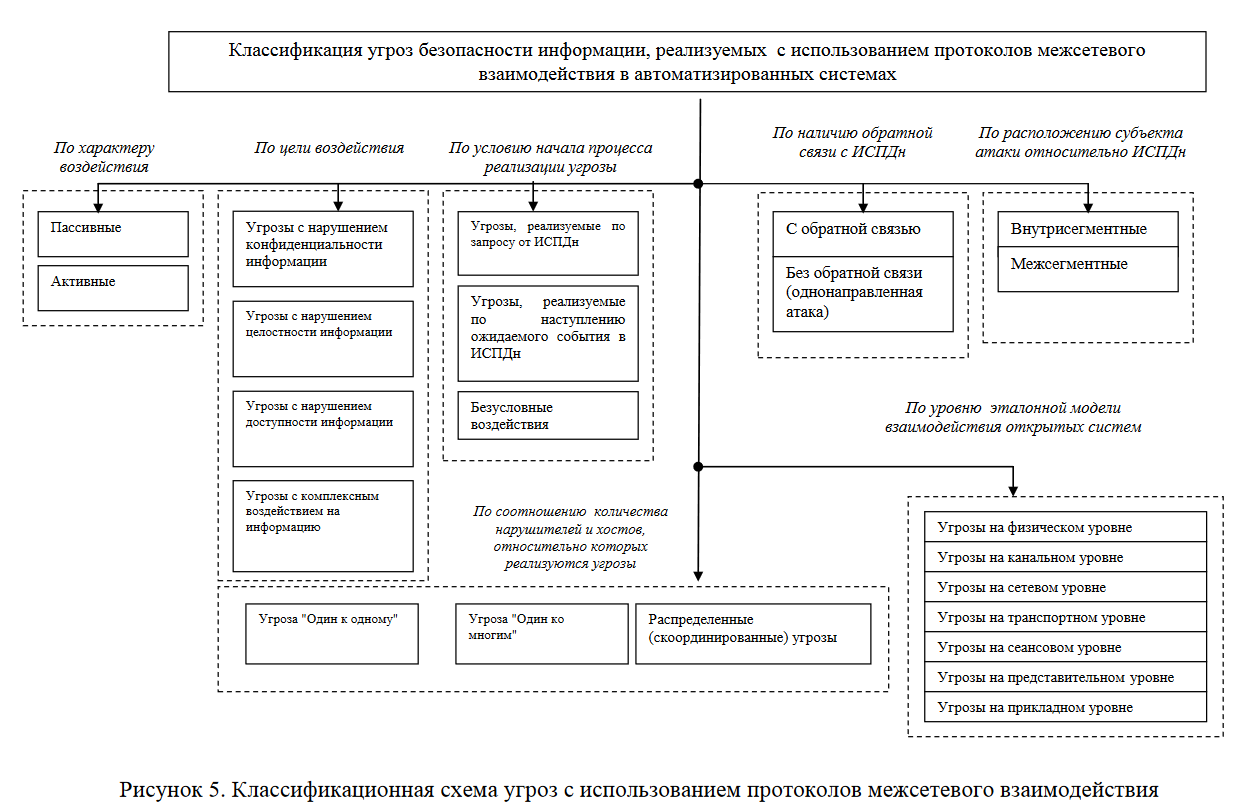 Классификация угроз безопасности информации, реализуемых с использованием протоколов межсетевого
взаимодействия в автоматизированных системах
По характеру
воздействия
Пассивные
Активные
По цели воздействия
Угрозы с нарушением
конфиденциальности
информации
Угрозы с нарушением
целостности информации
Угрозы с нарушением
доступности информации
Угрозы с комплексным
воздействием на
информацию
По условию начала процесса
реализации угрозы
Угрозы, реализуемые по
запросу от ИСПДн
Угрозы, реализуемые
по наступлению
ожидаемого события в
ИСПДн
Безусловные
воздействия
По наличию обратной
связи с ИСПДн
С обратной связью
Без обратной связи
(однонаправленная
атака)
По расположению субъекта
атаки относительно ИСПДн
Внутрисегментные
Межсегментные
По соотношению количества
нарушителей и хостов,
относительно которых
реализуются угрозы
Угроза "Один к одному"
Угроза "Один ко
многим"
Распределенные
(скоординированные) угрозы
По уровню эталонной модели
взаимодействия открытых систем
Угрозы на физическом уровне
Угрозы на канальном уровне
Угрозы на сетевом уровне
Угрозы на транспортном уровне
Угрозы на сеансовом уровне
Угрозы на представительном уровне
Угрозы на прикладном уровне
Рисунок 5. Классификационная схема угроз с использованием протоколов межсетевого взаимодействия